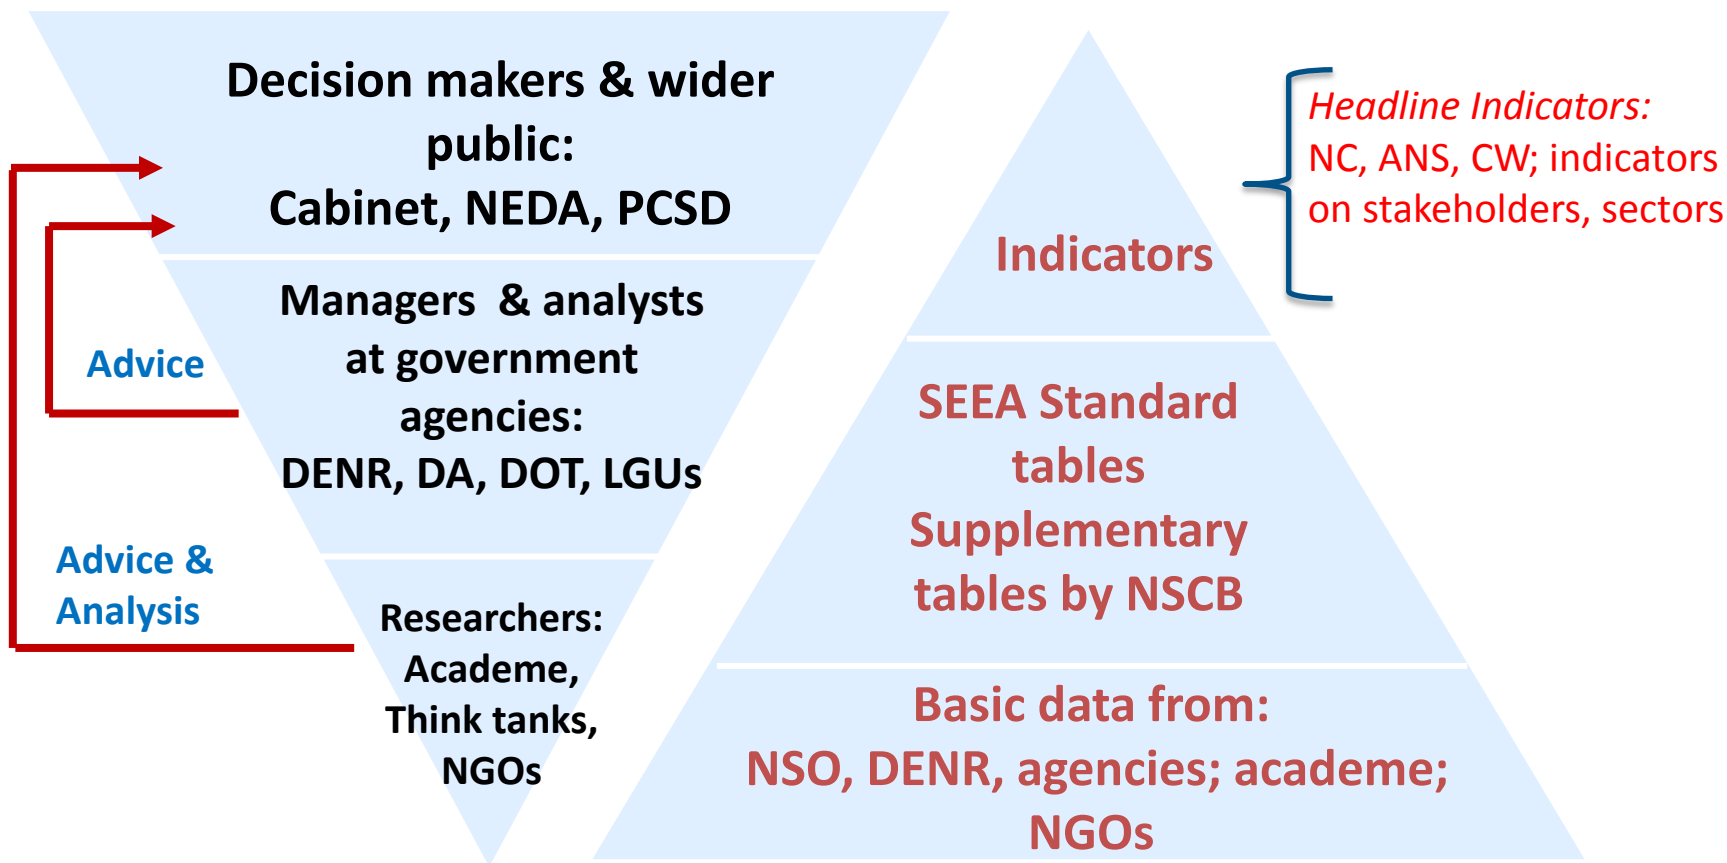 Decision makers & wider
public:
Cabinet, NEDA, PCSD
Managers & analysts
at government
agencies:
DENR, DA, DOT, LGUs
Researchers:
Academe,
Think tanks,
NGOs
Advice
Advice &
Analysis
Indicators
SEEA Standard
tables
Supplementary
tables by NSCB
Basic data from:
NSO, DENR, agencies; academe;
NGOs
Headline Indicators:
NC, ANS, CW; indicators
on stakeholders, sectors